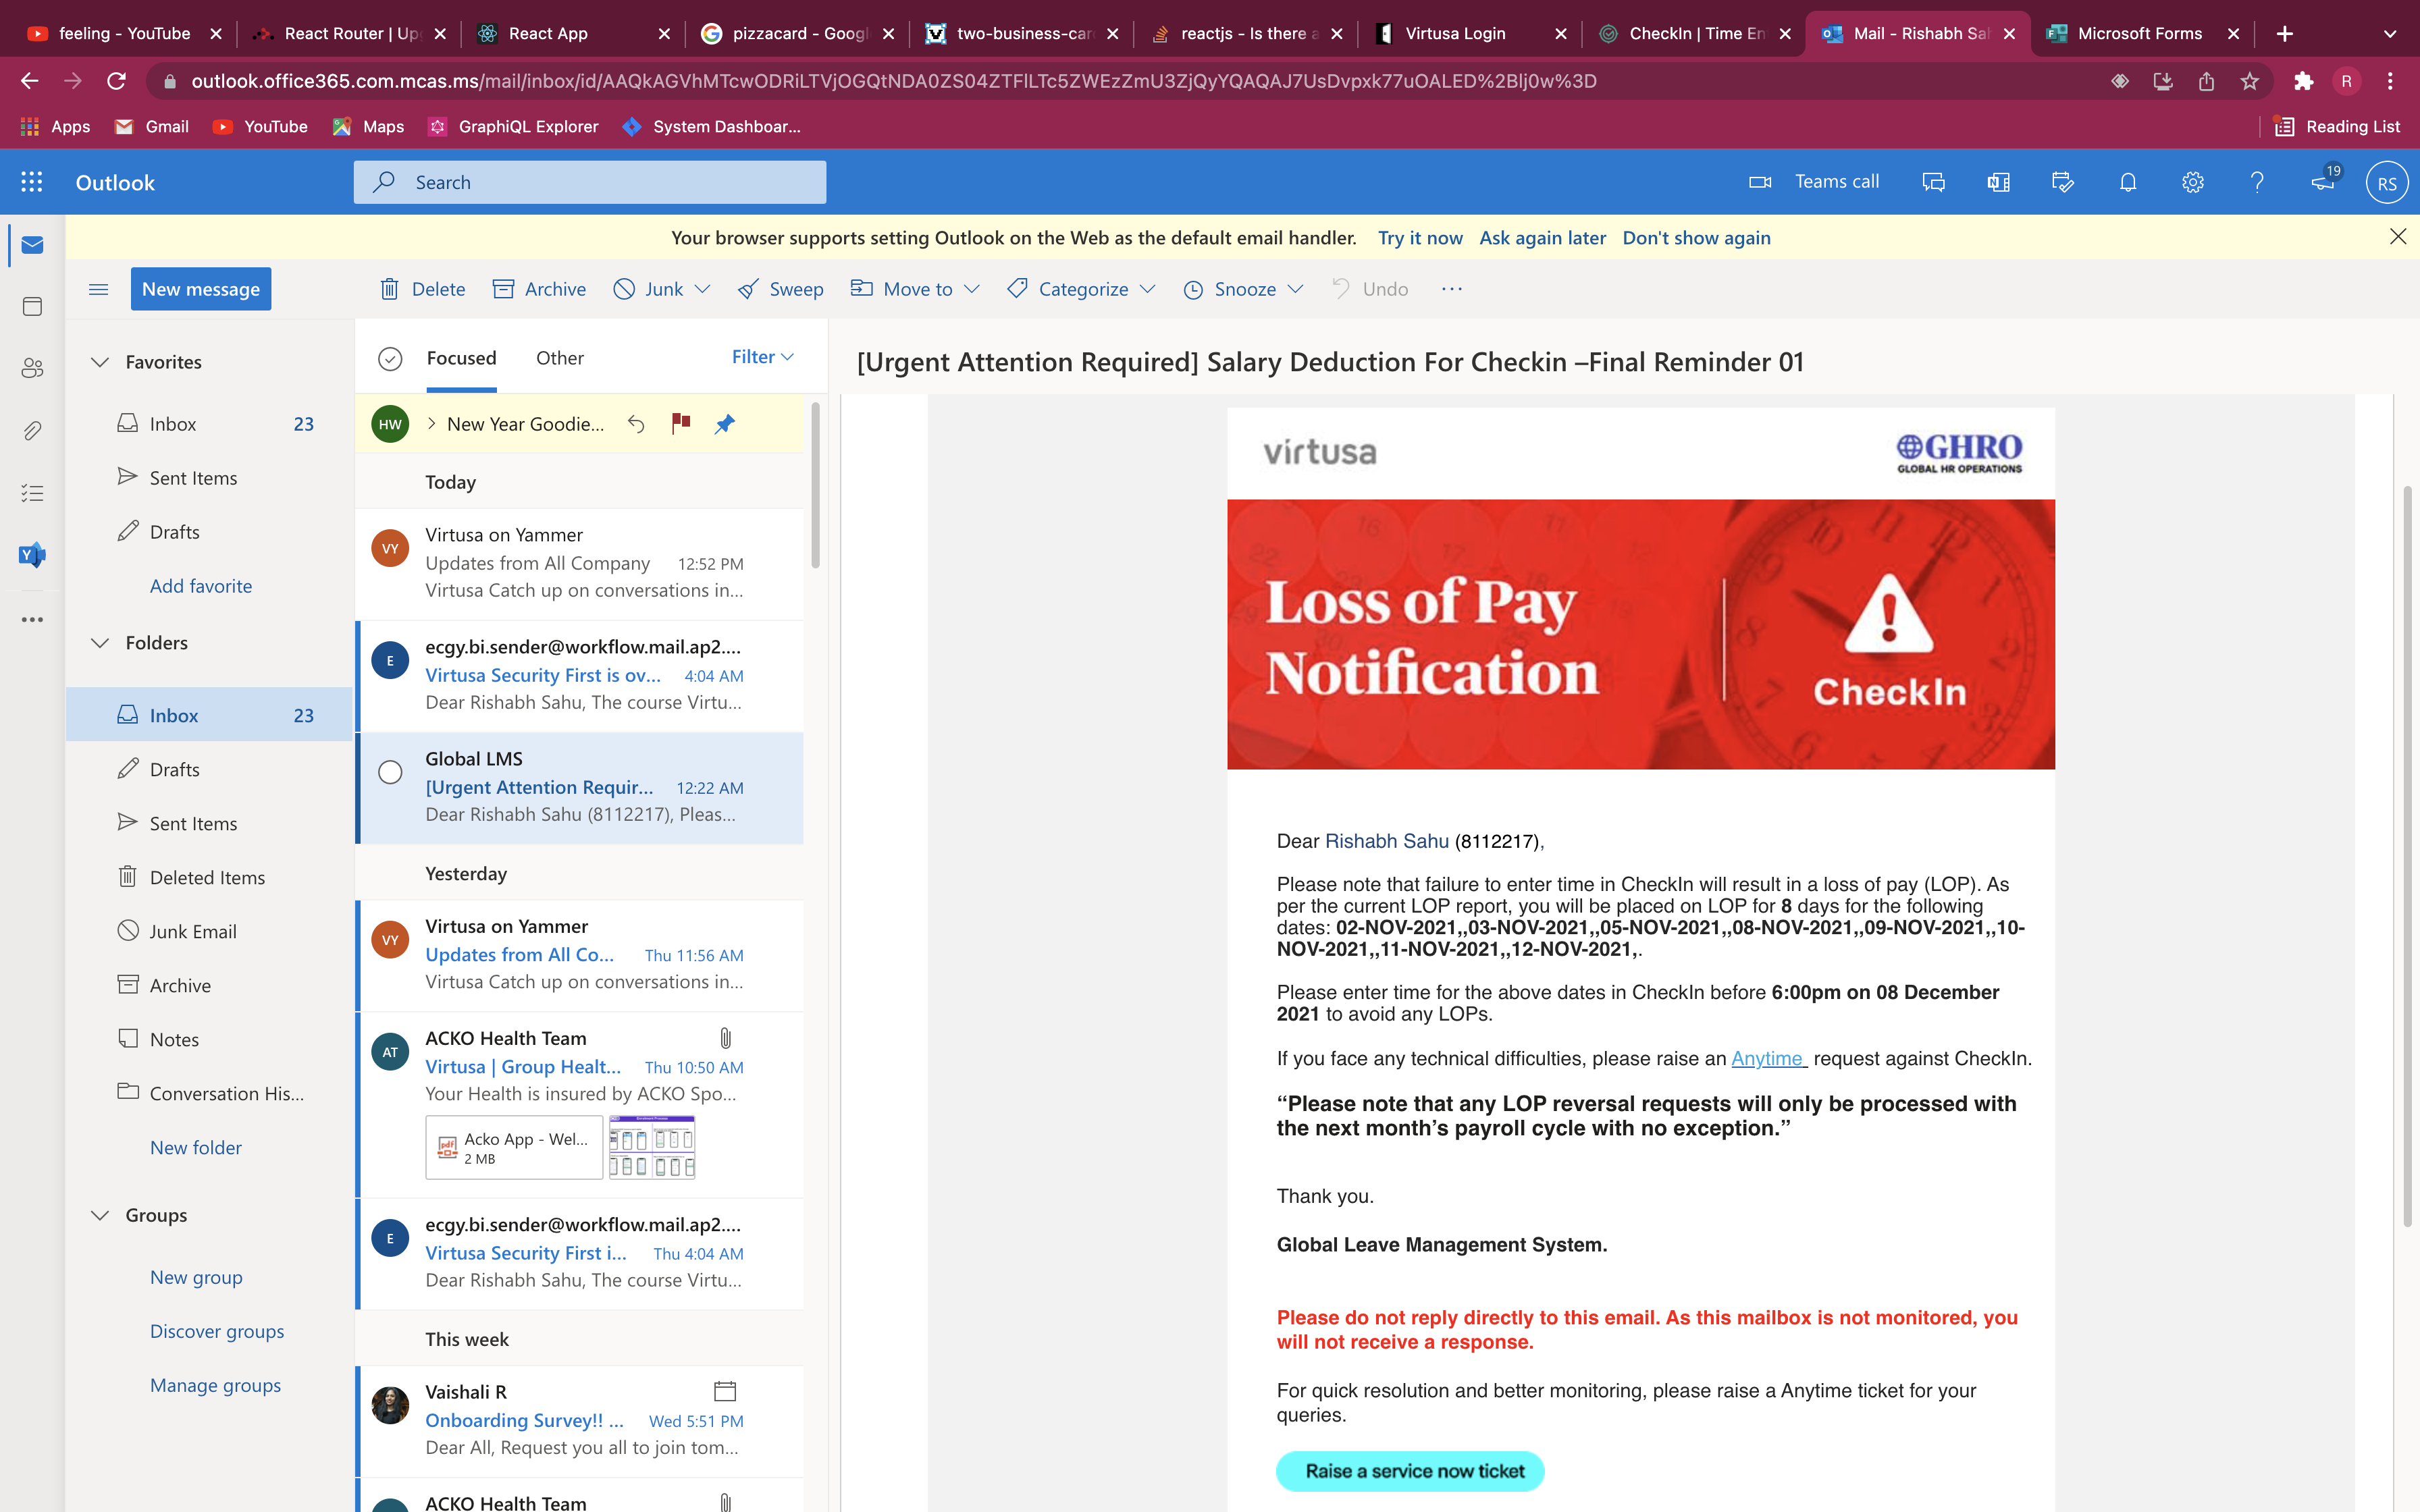 feeling - YouTube
React Router | Up
React App
pizzacard - Googl
two-business-car
reactjs - Is there a
Virtusa Login
CheckIn | Time En
Mail - Rishabh Sah
Microsoft Forms
outlook.office365.com.mcas.ms/mail/inbox/id/AAQkAGVhMTcwODRiLTVjOGQtNDA0ZS04ZTFlLTc5ZWEzZmU3ZjQyYQAQAJ7UsDvpxk77uOALED%2Blj0w%3D
R
Apps
Gmail
YouTube
Maps
GraphiQL Explorer
System Dashboar...
Reading List
Outlook
Search
Teams call
19
RS
Your browser supports setting Outlook on the Web as the default email handler. Try it now Ask again later Don't show again
New message
Delete
Archive
Junk
Sweep
Move to
Categorize
Snooze
Undo
Favorites
Inbox 23
Sent Items
Drafts
Add favorite
Folders
Inbox 23
Drafts
Sent Items
Deleted Items
Junk Email
Archive
Notes
Conversation His...
New folder
Groups
New group
Discover groups
Manage groups
Focused
Other
Filter
HW
New Year Goodie...
Today
VY
Virtusa on Yammer
Updates from All Company 12:52 PM
Virtusa Catch up on conversations in...
E
ecgy.bi.sender@workflow.mail.ap2....
Virtusa Security First is ov... 4:04 AM
Dear Rishabh Sahu, The course Virtu...
Global LMS
[Urgent Attention Requir... 12:22 AM
Dear Rishabh Sahu (8112217), Pleas...
Yesterday
VY
Virtusa on Yammer
Updates from All Co... Thu 11:56 AM
Virtusa Catch up on conversations in...
AT
ACKO Health Team
Virtusa | Group Healt... Thu 10:50 AM
Your Health is insured by ACKO Spo...
pdf
Acko App - Wel...
2 MB
E
ecgy.bi.sender@workflow.mail.ap2....
Virtusa Security First i... Thu 4:04 AM
Dear Rishabh Sahu, The course Virtu...
This week
Vaishali R
Onboarding Survey!! ... Wed 5:51 PM
Dear All, Request you all to join tom...
ACKO Health Team
[Urgent Attention Required] Salary Deduction For Checkin –Final Reminder 01
virtusa
GHRO
GLOBAL HR OPERATIONS
Loss of Pay
Notification
CheckIn
Dear Rishabh Sahu (8112217),
Please note that failure to enter time in CheckIn will result in a loss of pay (LOP). As
per the current LOP report, you will be placed on LOP for 8 days for the following
dates: 02-NOV-2021,,03-NOV-2021,,05-NOV-2021,,08-NOV-2021,,09-NOV-2021,,10-
NOV-2021,,11-NOV-2021,,12-NOV-2021,.
Please enter time for the above dates in CheckIn before 6:00pm on 08 December
2021 to avoid any LOPs.
If you face any technical difficulties, please raise an Anytime request against CheckIn.
“Please note that any LOP reversal requests will only be processed with
the next month’s payroll cycle with no exception.”
Thank you.
Global Leave Management System.
Please do not reply directly to this email. As this mailbox is not monitored, you
will not receive a response.
For quick resolution and better monitoring, please raise a Anytime ticket for your
queries.
Raise a service now ticket